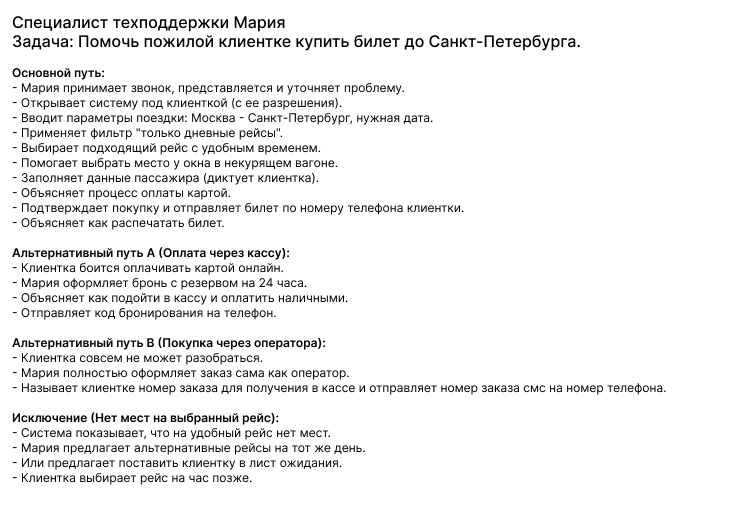 Специалист техподдержки Мария
Задача: Помочь пожилой клиентке купить билет до Санкт-Петербурга.
Основной путь:
- Мария принимает звонок, представляется и уточняет проблему.
- Открывает систему под клиенткой (с ее разрешения).
- Вводит параметры поездки: Москва - Санкт-Петербург, нужная дата.
- Применяет фильтр "только дневные рейсы".
- Выбирает подходящий рейс с удобным временем.
- Помогает выбрать место у окна в некурящем вагоне.
- Заполняет данные пассажира (диктует клиентка).
- Объясняет процесс оплаты картой.
- Подтверждает покупку и отправляет билет по номеру телефона клиентки.
- Объясняет как распечатать билет.
Альтернативный путь А (Оплата через кассу):
- Клиентка боится оплачивать картой онлайн.
- Мария оформляет бронь с резервом на 24 часа.
- Объясняет как подойти в кассу и оплатить наличными.
- Отправляет код бронирования на телефон.
Альтернативный путь B (Покупка через оператора):
- Клиентка совсем не может разобраться.
- Мария полностью оформляет заказ сама как оператор.
- Называет клиентке номер заказа для получения в кассе и отправляет номер заказа смс на номер телефона.
Исключение (Нет мест на выбранный рейс):
- Система показывает, что на удобный рейс нет мест.
- Мария предлагает альтернативные рейсы на тот же день.
- Или предлагает поставить клиентку в лист ожидания.
- Клиентка выбирает рейс на час позже.